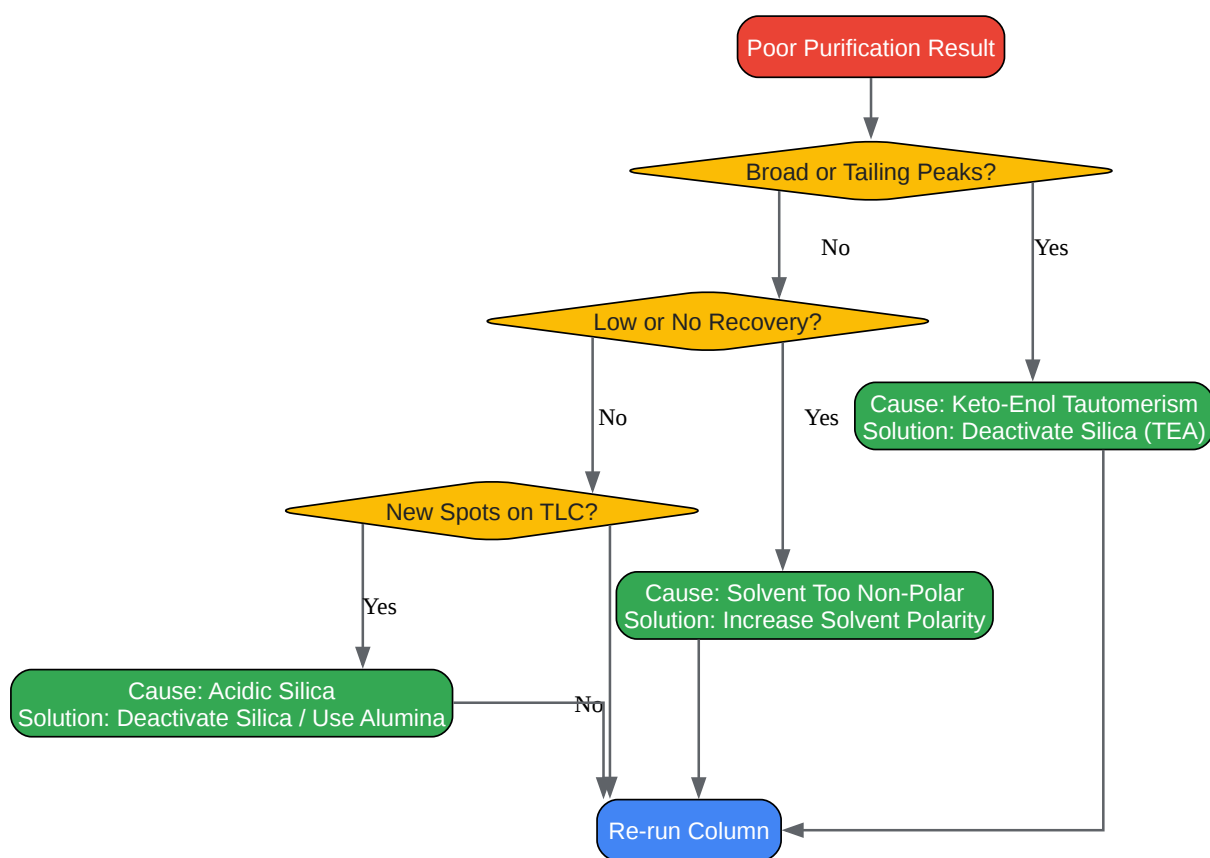 Poor Purification Result
Broad or Tailing Peaks?
No
Yes
Low or No Recovery?
Cause: Keto-Enol Tautomerism
Solution: Deactivate Silica (TEA)
No
Yes
New Spots on TLC?
Cause: Solvent Too Non-Polar
Solution: Increase Solvent Polarity
Yes
Cause: Acidic Silica
Solution: Deactivate Silica / Use Alumina
No
Re-run Column